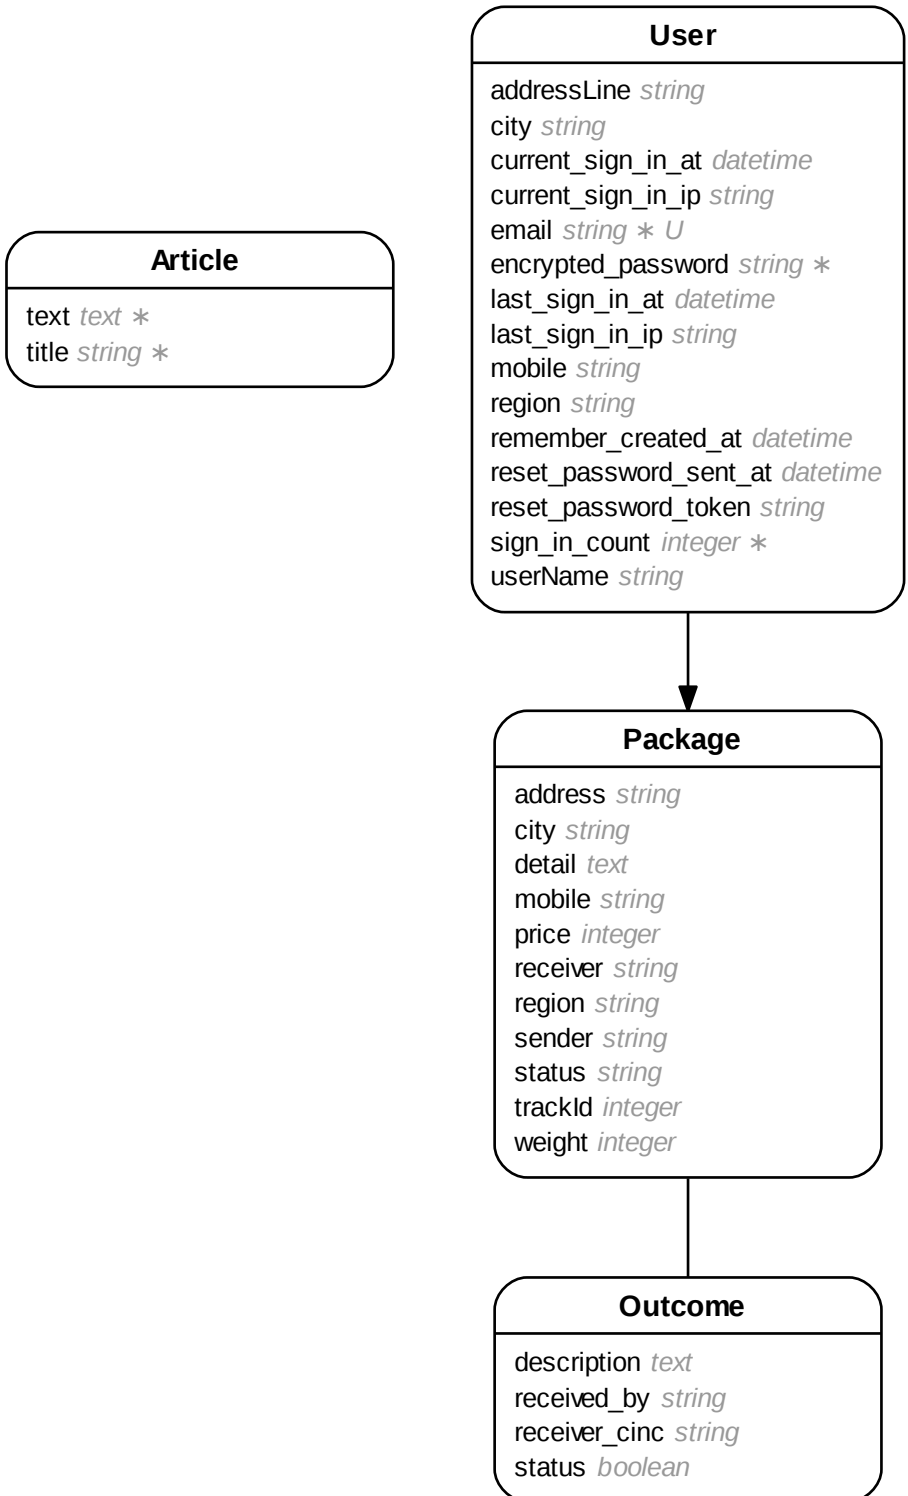 User
addressLine string
city string
current_sign_in_at datetime
current_sign_in_ip string
email string ∗ U
encrypted_password string ∗
last_sign_in_at datetime
last_sign_in_ip string
mobile string
region string
remember_created_at datetime
reset_password_sent_at datetime
reset_password_token string
sign_in_count integer ∗
userName string
Article
text text ∗
title string ∗
Package
address string
city string
detail text
mobile string
price integer
receiver string
region string
sender string
status string
trackId integer
weight integer
Outcome
description text
received_by string
receiver_cinc string
status boolean